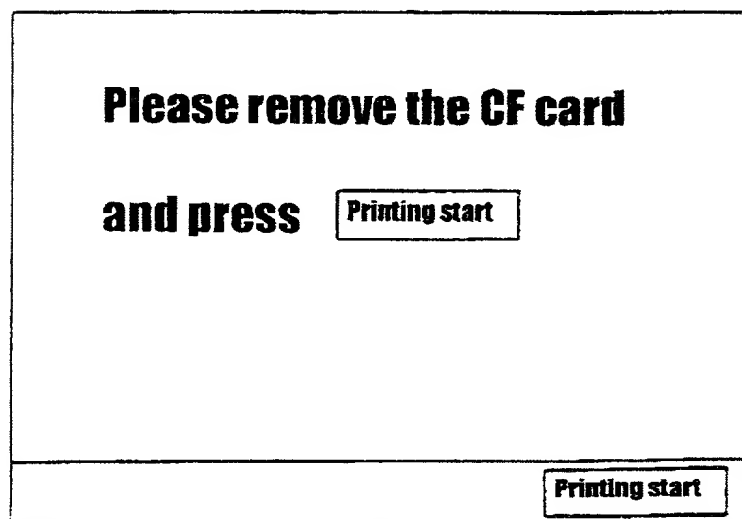 Please remove the CF card
and press Printing start
Printing start